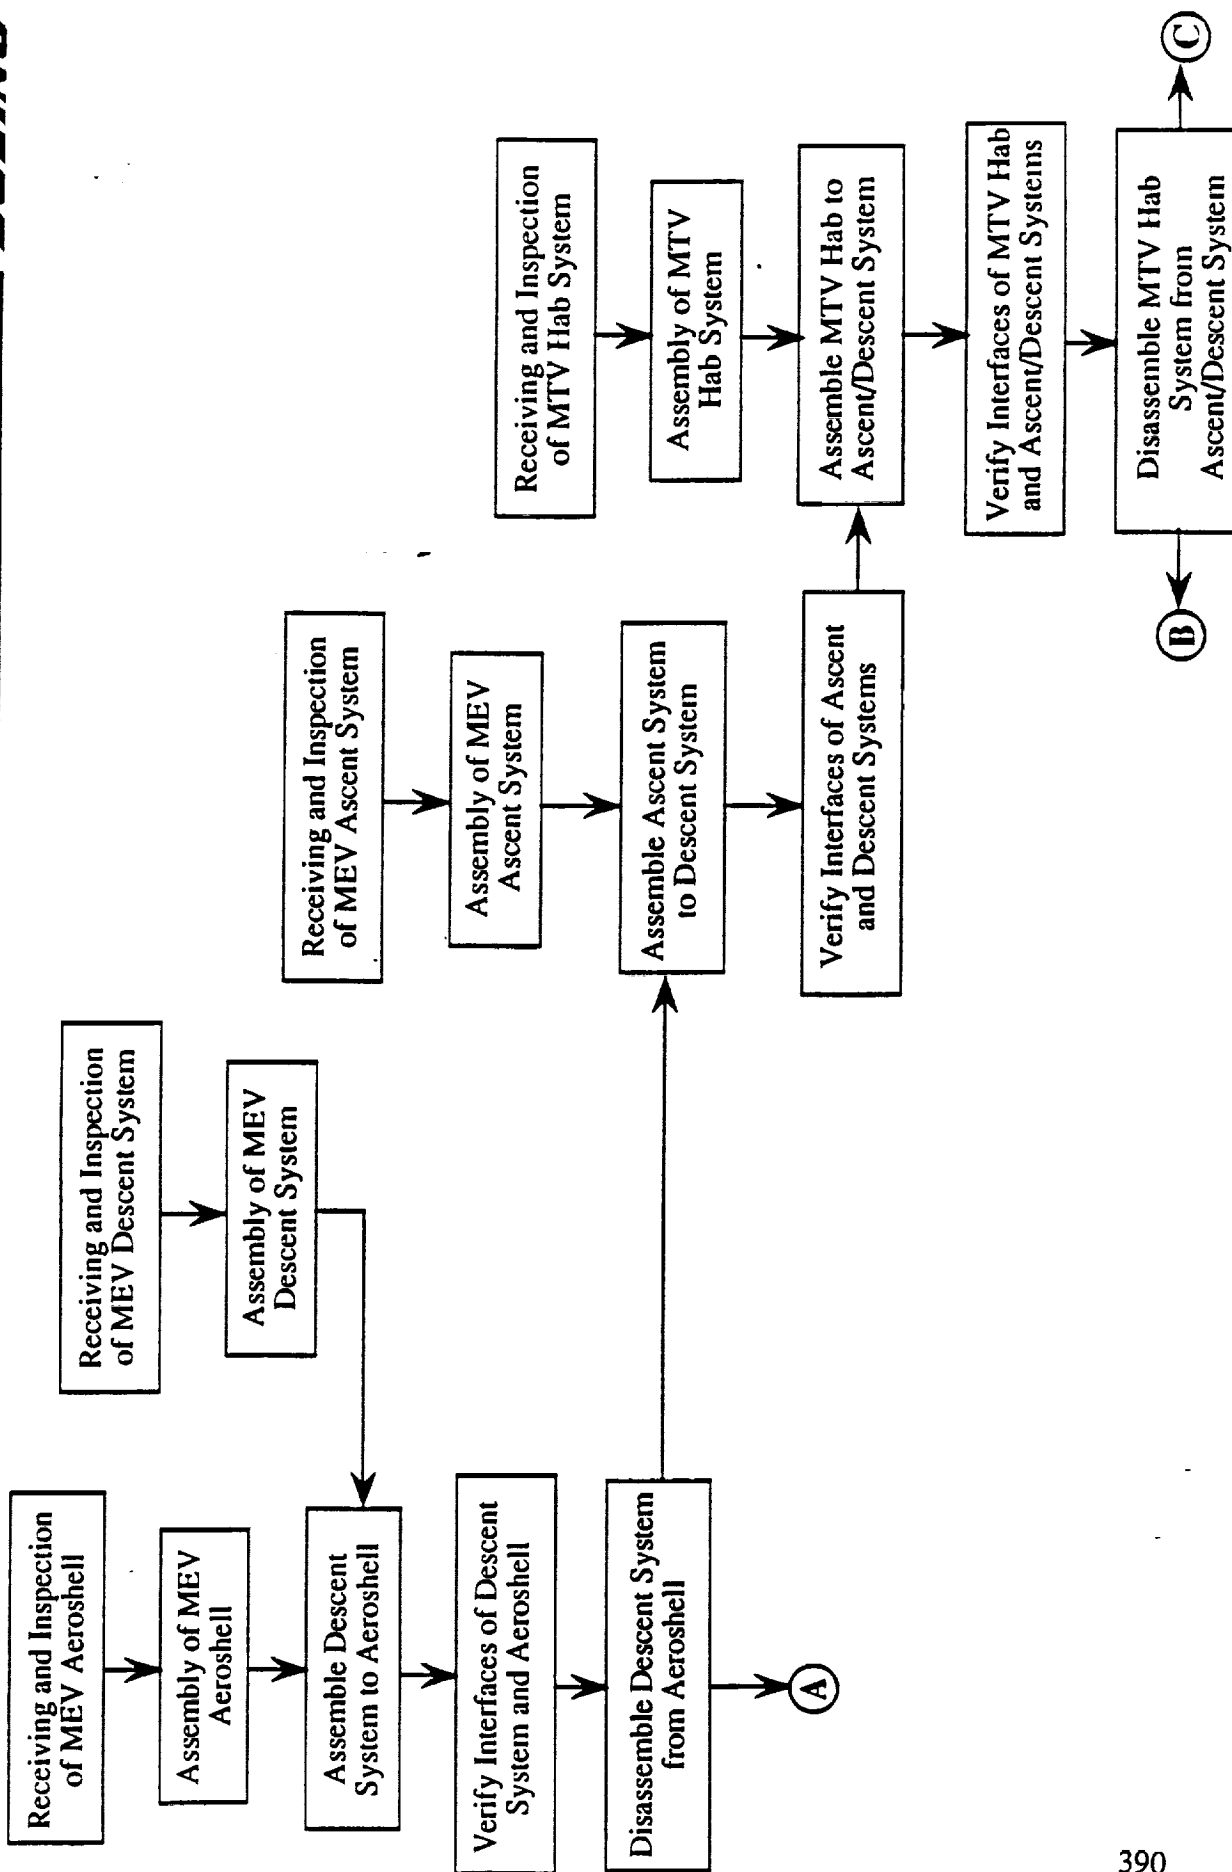 Receiving and Inspection
of MEV Aeroshell
Assembly of MEV
Aeroshell
Assemble Descent
System to Aeroshell
Verify Interfaces of Descent
System and Aeroshell
Disassemble Descent System
from Aeroshell
A
Receiving and Inspection
of MEV Descent System
Assembly of MEV
Descent System
Receiving and Inspection
of MEV Ascent System
Assembly of MEV
Ascent System
Assemble Ascent System
to Descent System
Verify Interfaces of Ascent
and Descent Systems
Receiving and Inspection
of MTV Hab System
Assembly of MTV
Hab System
Assemble MTV Hab to
Ascent/Descent System
Verify Interfaces of MTV Hab
and Ascent/Descent Systems
Disassemble MTV Hab
System from
Ascent/Descent System
B
C
390